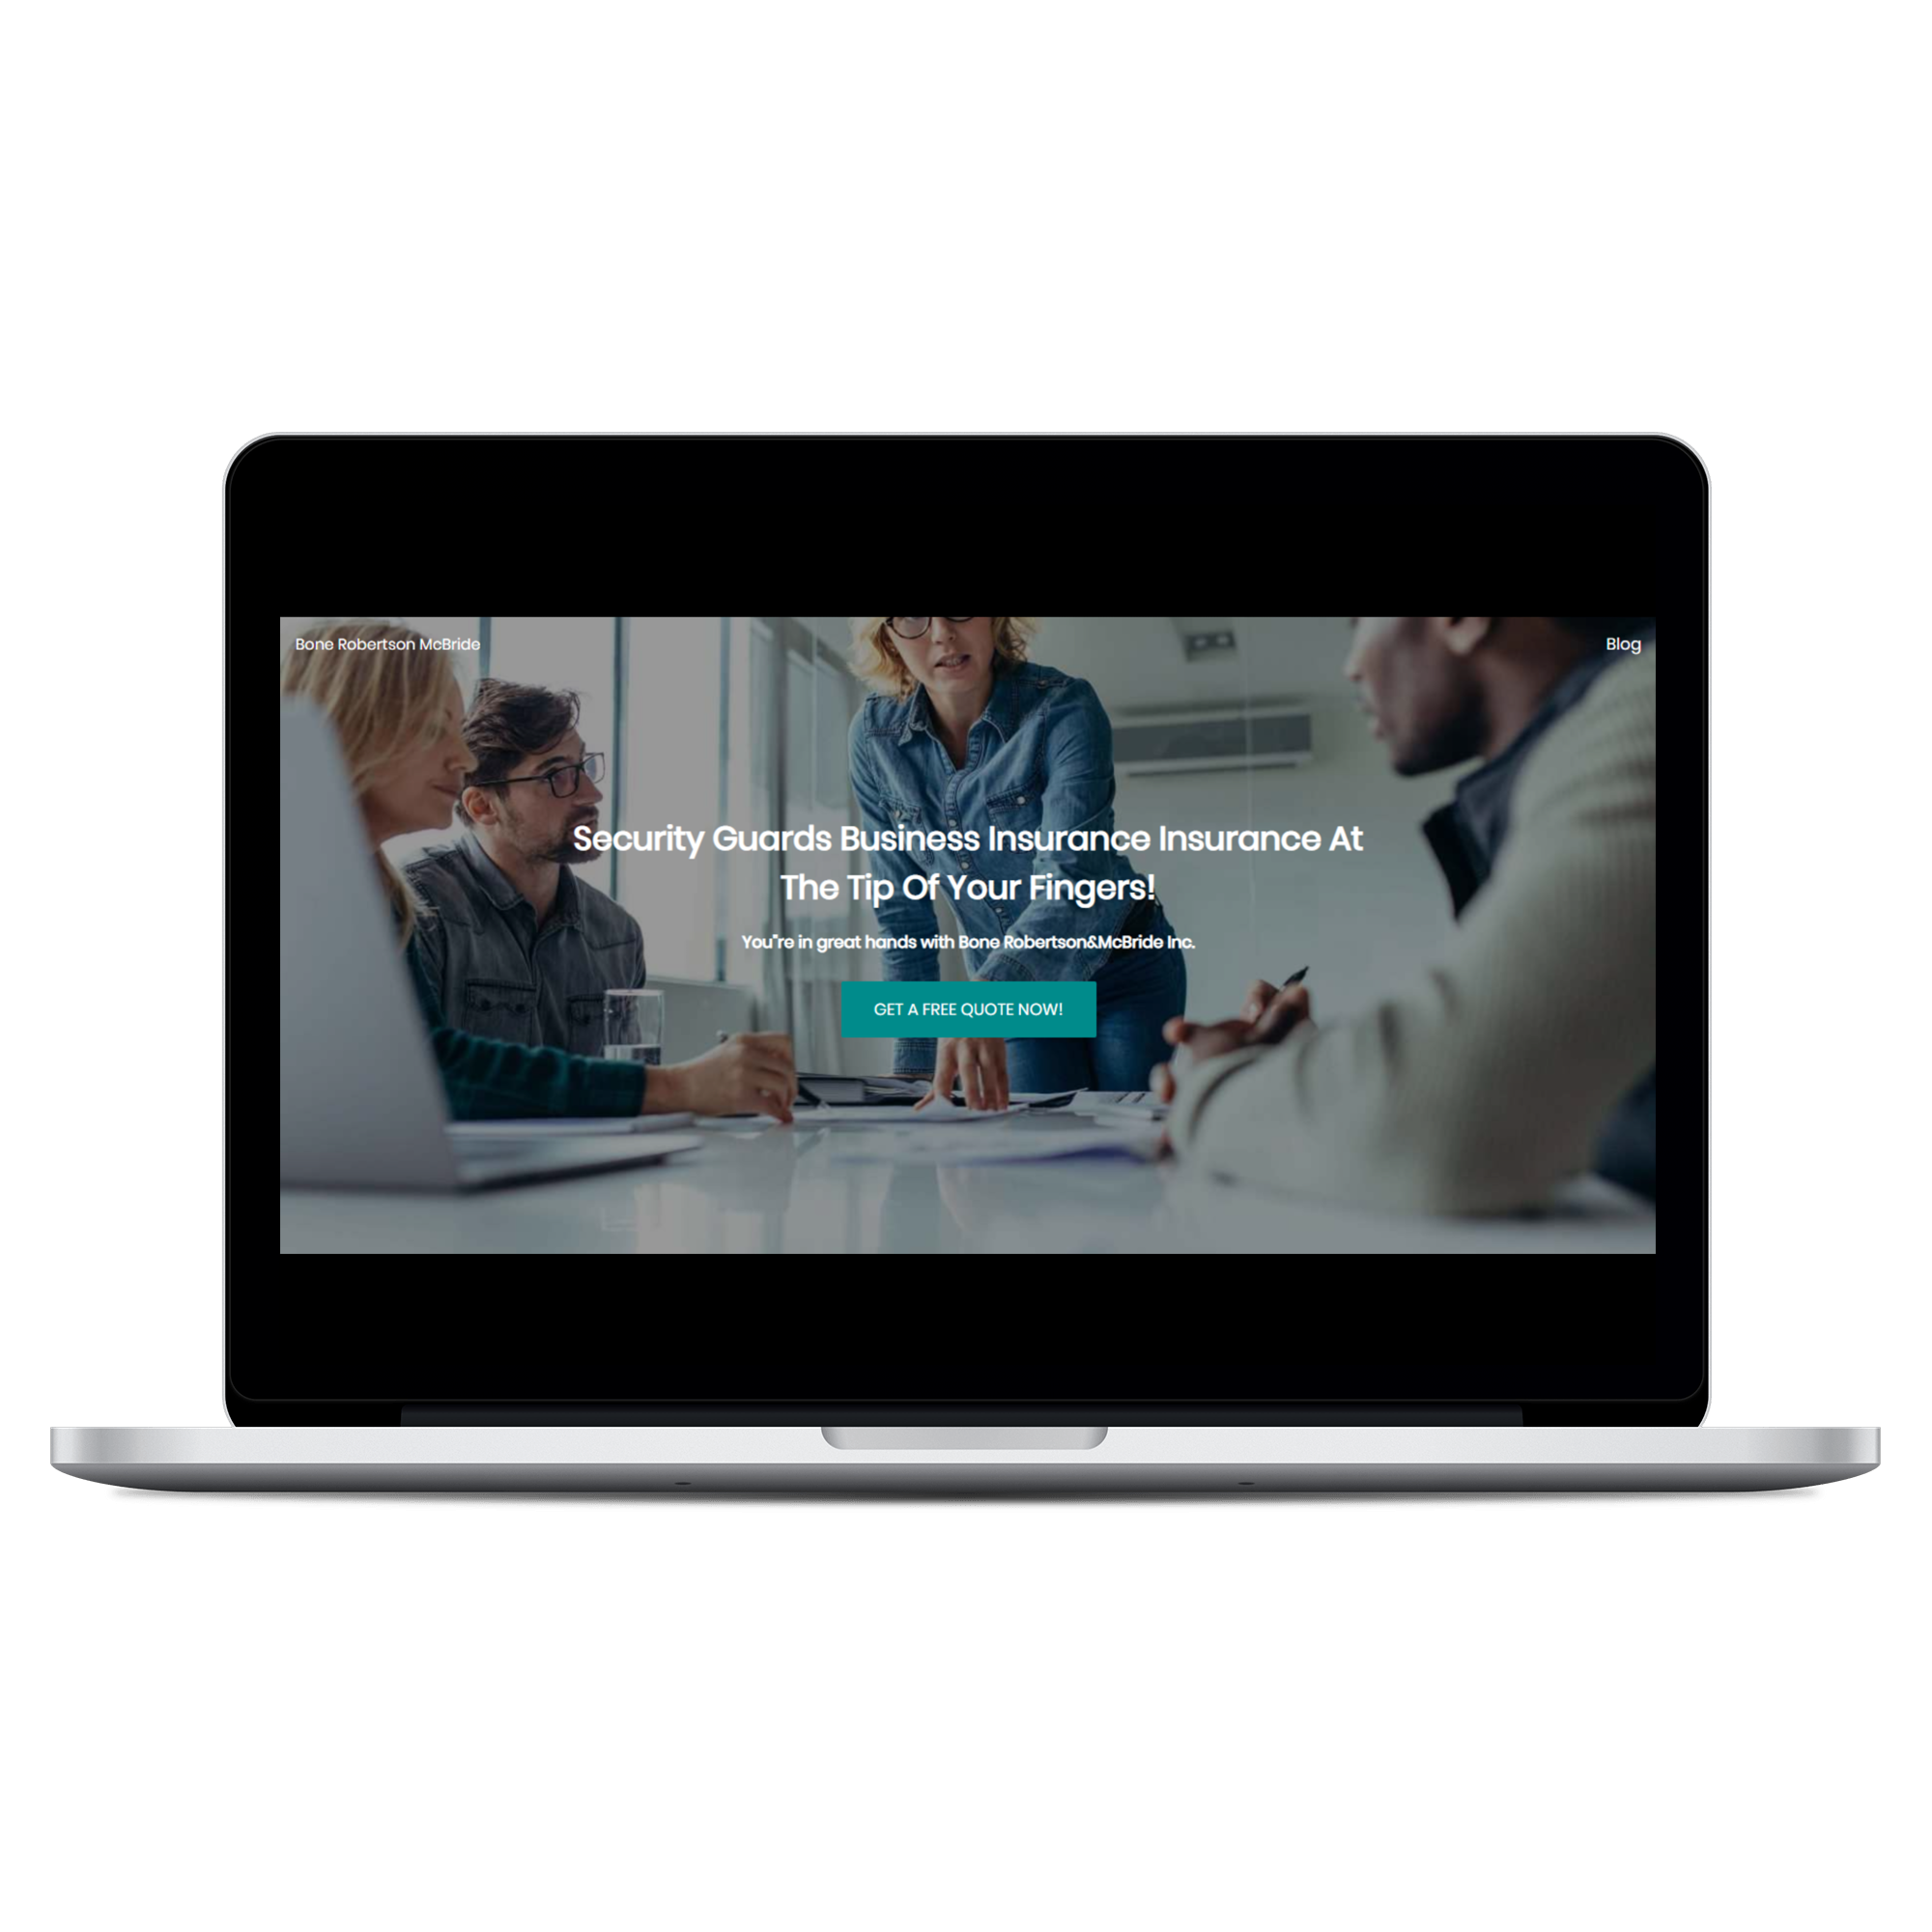 Bone Robertson McBride
Blog
Security Guards Business Insurance Insurance At
The Tip Of Your Fingers!
You"re in great hands with Bone Robertson&McBride Inc.
GET A FREE QUOTE NOW!